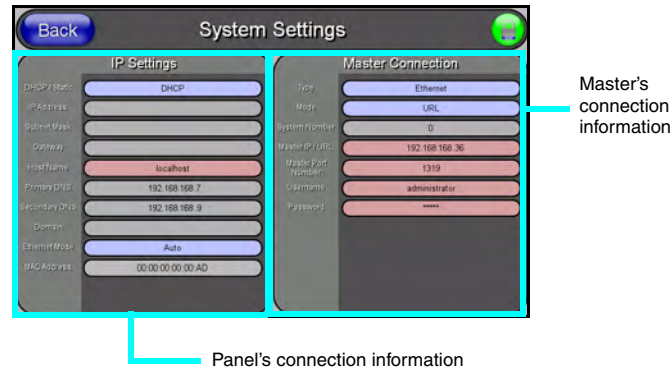 Back
System Settings
IP Settings
DHCP / Static
DHCP
IP Address
Subnet Mask
Gateway
Host Name
localhost
Primary DNS
192.168.168.7
Secondary DNS
192.168.168.9
Domain
Ethernet Mode
Auto
MAC Address
00:00:00:00:00:AD
Master Connection
Type
Ethernet
Mode
URL
System Number
0
Master IP / URL
192.168.168.36
Master Port
Number
1319
Username
administrator
Password
*****
Master’s
connection
information
Panel’s connection information